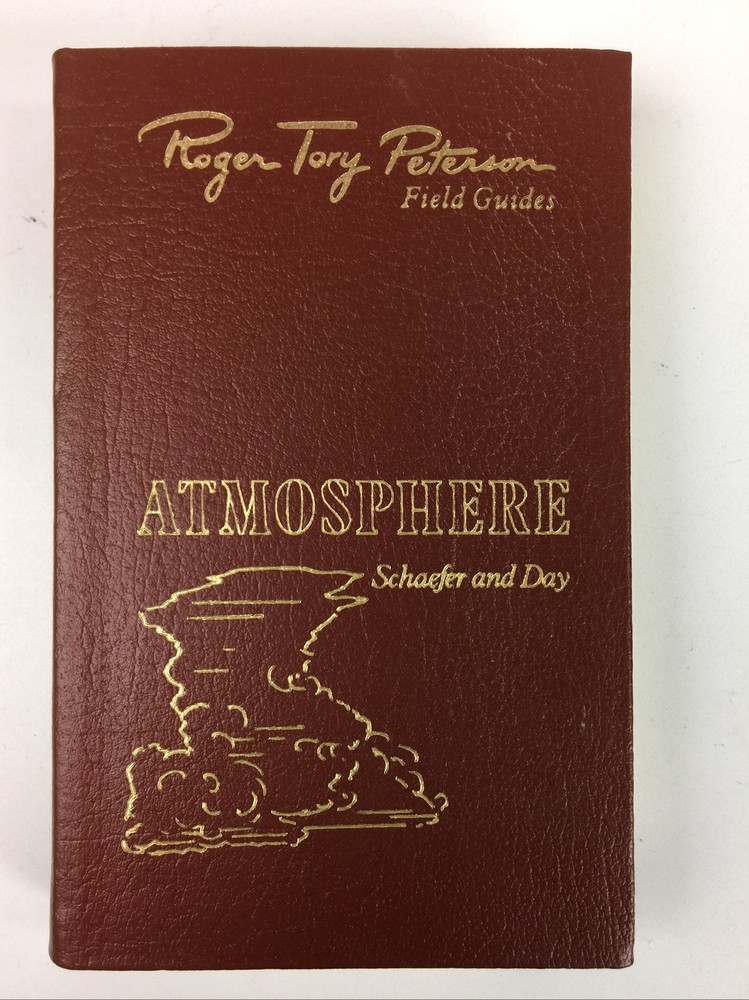 Roger Tory Peterson
Field Guides
ATMOSPHERE
Schaefer and Day